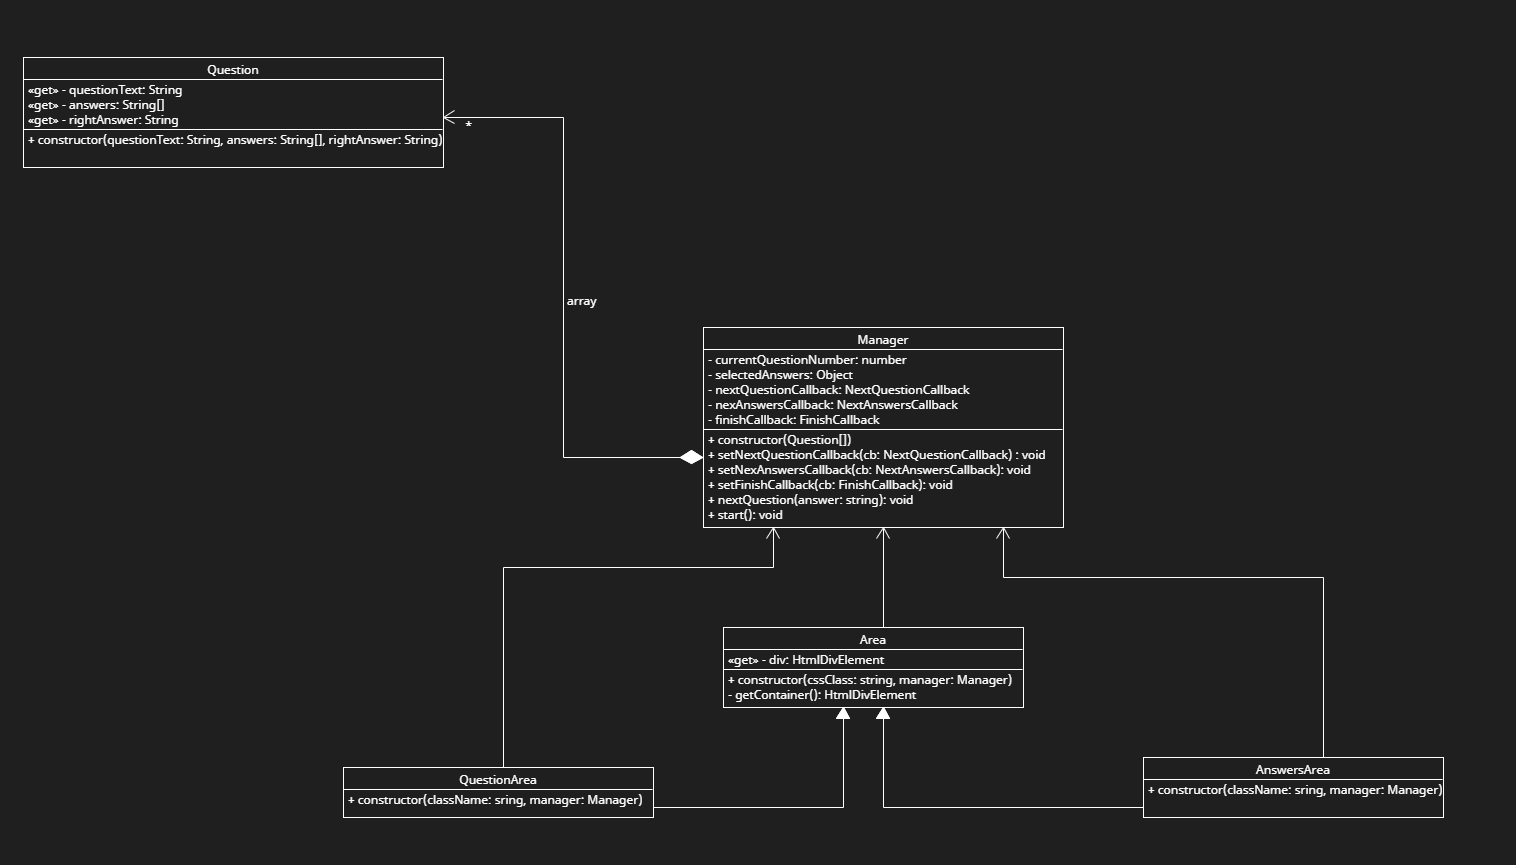 Question
«get» - questionText: String
«get» - answers: String[]
«get» - rightAnswer: String
+ constructor(questionText: String, answers: String[], rightAnswer: String)
*
array
Manager
- currentQuestionNumber: number
- selectedAnswers: Object
- nextQuestionCallback: NextQuestionCallback
- nexAnswersCallback: NextAnswersCallback
- finishCallback: FinishCallback
+ constructor(Question[])
+ setNextQuestionCallback(cb: NextQuestionCallback) : void
+ setNexAnswersCallback(cb: NextAnswersCallback): void
+ setFinishCallback(cb: FinishCallback): void
+ nextQuestion(answer: string): void
+ start(): void
Area
«get» - div: HtmlDivElement
+ constructor(cssClass: string, manager: Manager)
- getContainer(): HtmlDivElement
QuestionArea
+ constructor(className: sring, manager: Manager)
AnswersArea
+ constructor(className: sring, manager: Manager)